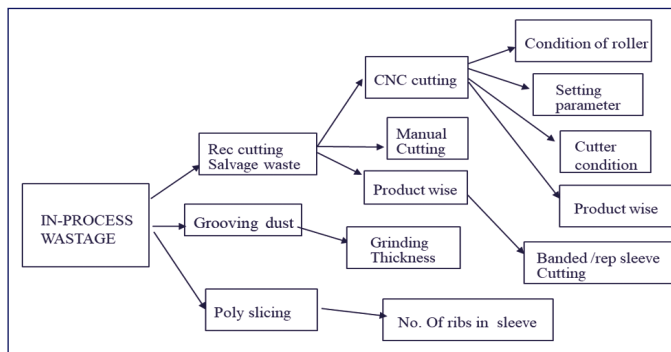 Condition of roller
CNC cutting
Setting
parameter
Manual
Cutting
Rec cutting
Salvage waste
Cutter
condition
Product wise
Product wise
IN-PROCESS
WASTAGE
Grooving dust
Grinding
Thickness
Banded /rep sleeve
Cutting
Poly slicing
No. Of ribs in sleeve